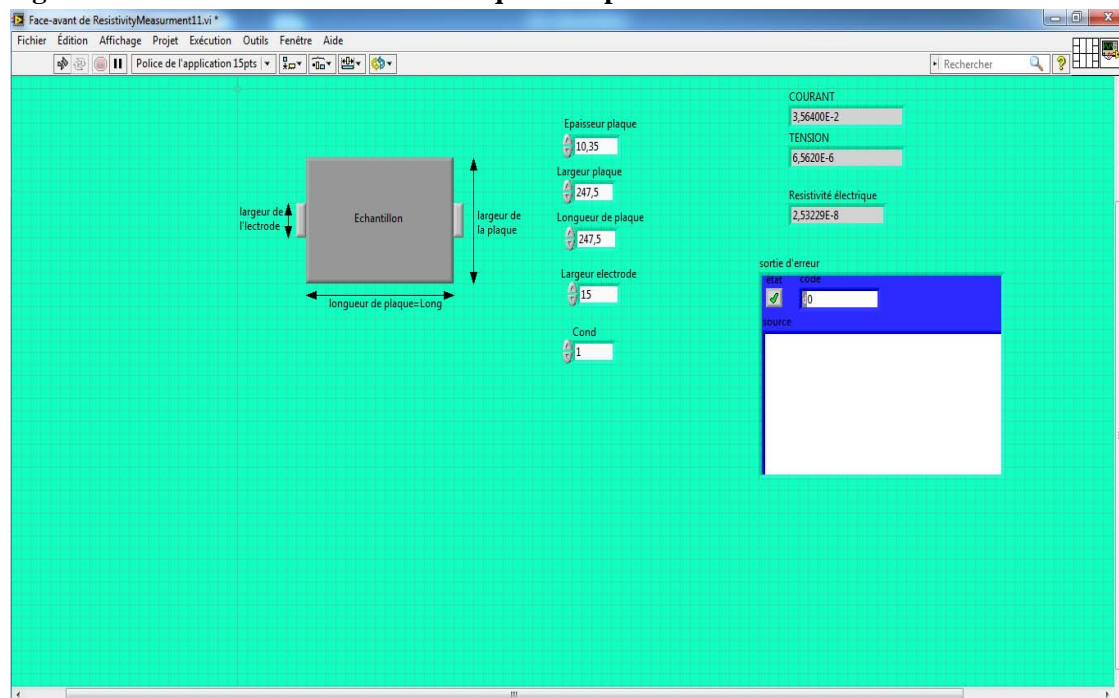 Face-avant de ResistivityMeasurment11.vi *
Fichier Édition Affichage Projet Exécution Outils Fenêtre Aide
Police de l'application 15pts
Rechercher
COURANT
3,56400E-2
TENSION
6,5620E-6
Resistivité électrique
2,53229E-8
Epaisseur plaque
10,35
Largeur plaque
247,5
Longueur de plaque
247,5
Largeur electrode
15
Cond
1
largeur de
l'lectrode
Echantillon
largeur de
la plaque
longueur de plaque=Long
sortie d'erreur
état code
0
source